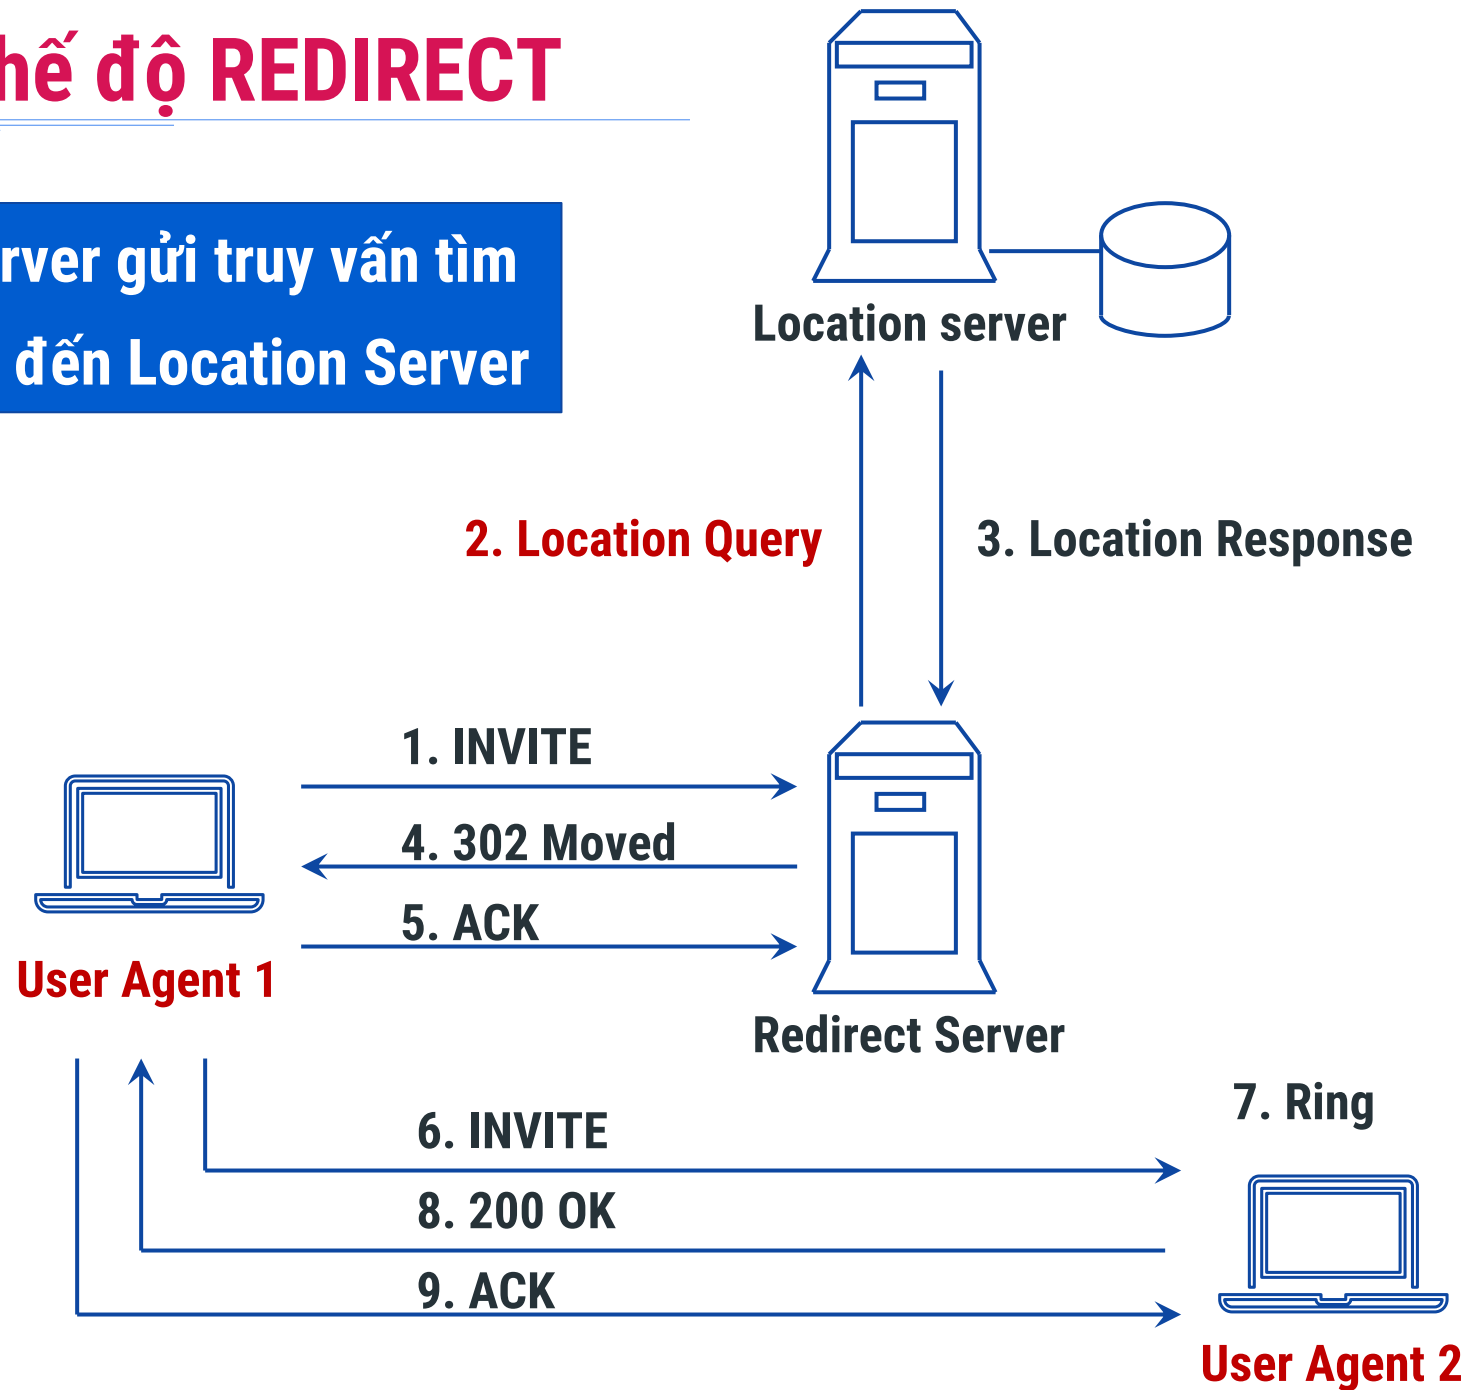 hế độ REDIRECT
rver gửi truy vấn tìm
đến Location Server
Location server
2. Location Query
3. Location Response
1. INVITE
4. 302 Moved
5. ACK
User Agent 1
Redirect Server
7. Ring
6. INVITE
8. 200 OK
9. ACK
User Agent 2